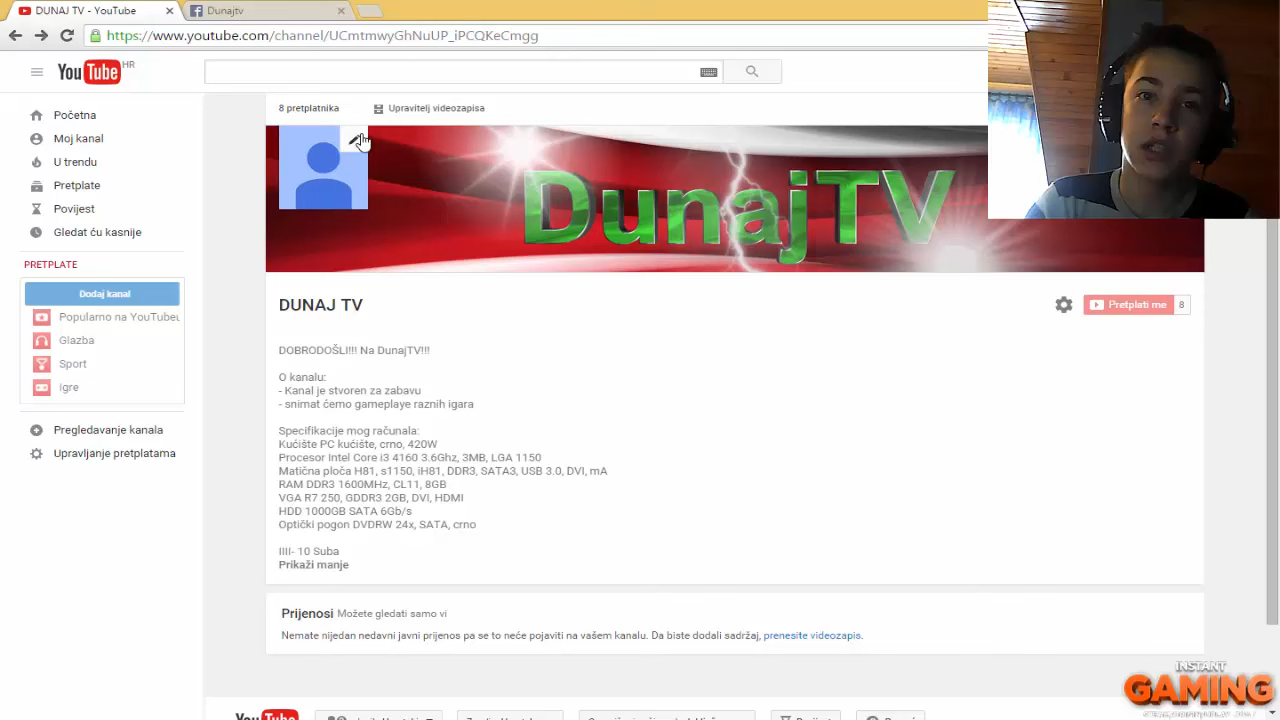 DUNAJ TV - YouTube
Dunajtv
https://www.youtube.com/channel/UCmtmwyGhNuUP_iPCQKeCmgg
YouTube HR
8 pretplatnika
Upravitelj videozapisa
Početna
Moj kanal
U trendu
Pretplate
Povijest
Gledat ću kasnije
PRETPLATE
Dodaj kanal
Popularno na YouTubeu
Glazba
Sport
Igre
Pregledavanje kanala
Upravljanje pretplatama
DunajTV
DUNAJ TV
Pretplati me 8
DOBRODOŠLI!!! Na DunajTV!!!
O kanalu:
- Kanal je stvoren za zabavu
- snimat ćemo gameplaye raznih igara
Specifikacije mog računala:
Kućište PC kućište, crno, 420W
Procesor Intel Core i3 4160 3.6Ghz, 3MB, LGA 1150
Matična ploča H81, s1150, iH81, DDR3, SATA3, USB 3.0, DVI, mA
RAM DDR3 1600MHz, CL11, 8GB
VGA R7 250, GDDR3 2GB, DVI, HDMI
HDD 1000GB SATA 6Gb/s
Optički pogon DVDRW 24x, SATA, crno
IIII- 10 Suba
Prikaži manje
Prijenosi Možete gledati samo vi
Nemate nijedan nedavni javni prijenos pa se to neće pojaviti na vašem kanalu. Da biste dodali sadržaj, prenesite videozapis.
YouTube
INSTANT
GAMING